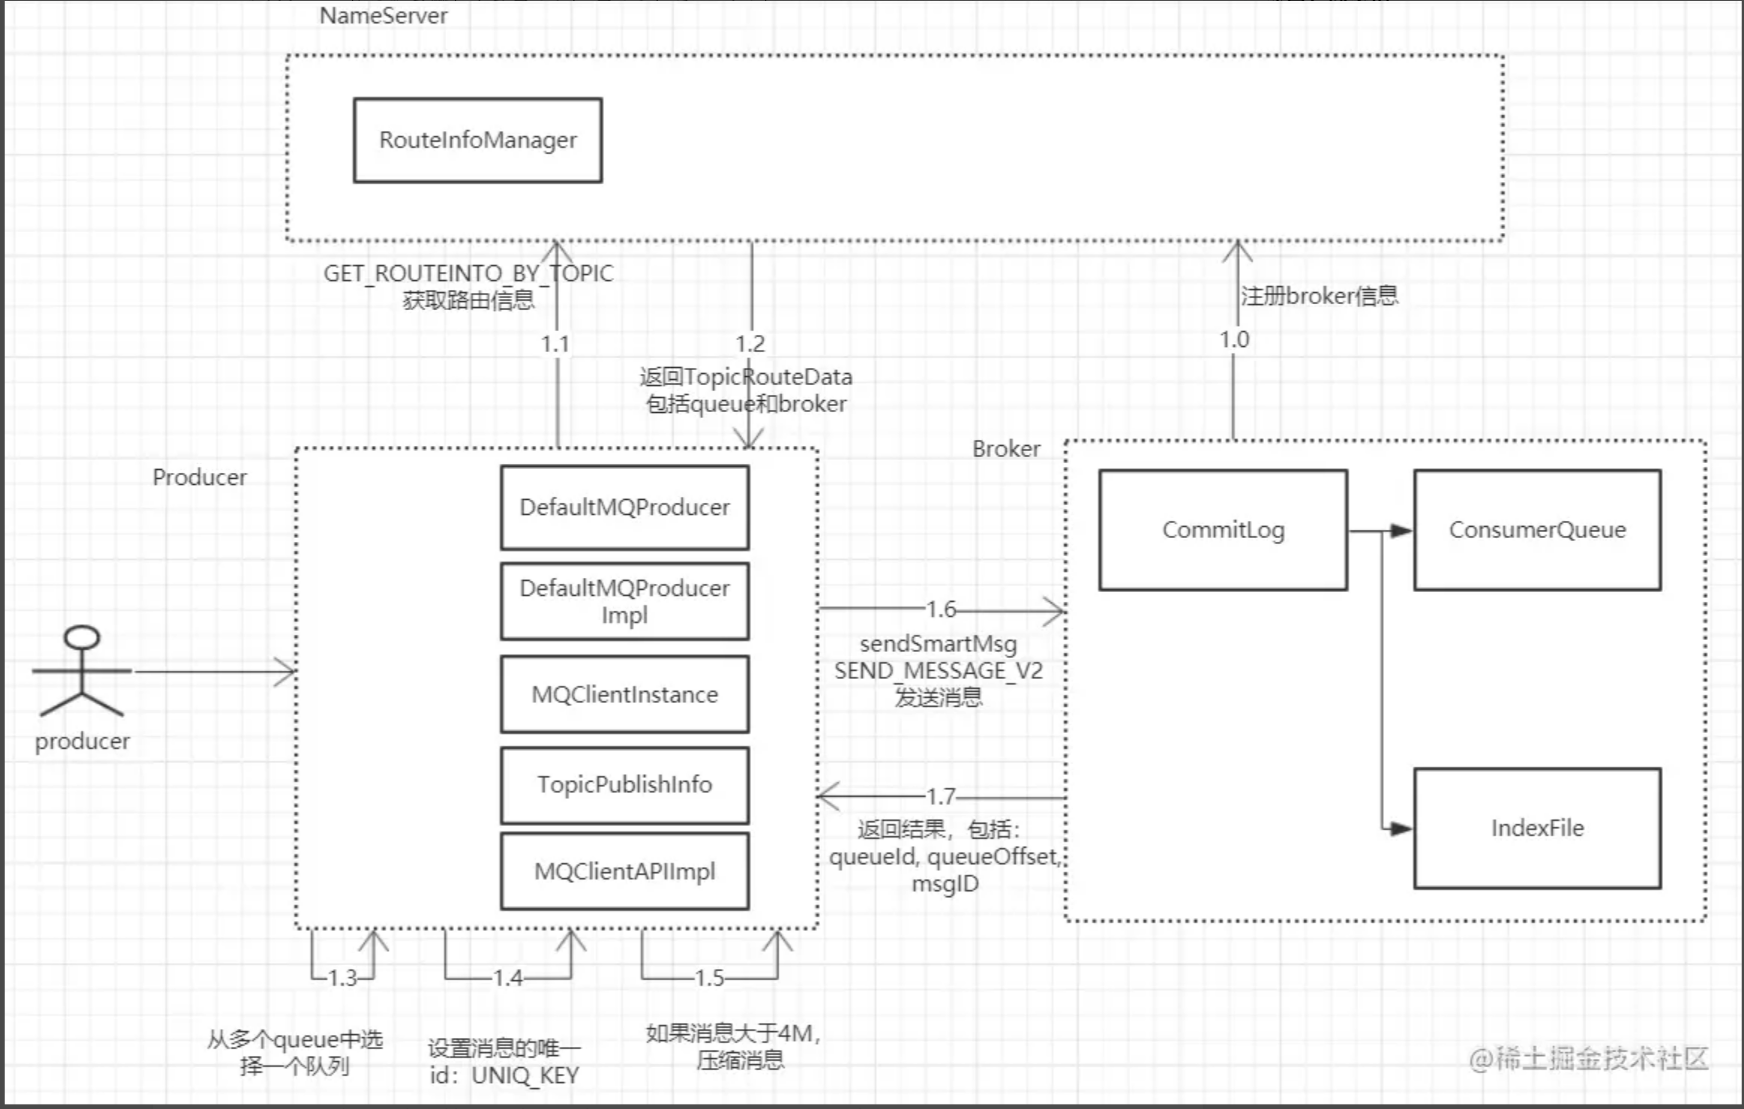 NameServer
RouteInfoManager
GET_ROUTEINTO_BY_TOPIC
获取路由信息
1.1
1.2
返回TopicRouteData
包括queue和broker
注册broker信息
1.0
Producer
DefaultMQProducer
DefaultMQProducer
Impl
MQClientInstance
TopicPublishInfo
MQClientAPIImpl
producer
Broker
CommitLog
ConsumerQueue
IndexFile
1.6
sendSmartMsg
SEND_MESSAGE_V2
发送消息
1.7
返回结果，包括：
queueId, queueOffset,
msgID
1.3
从多个queue中选
择一个队列
1.4
设置消息的唯一
id：UNIQ_KEY
1.5
如果消息大于4M，
压缩消息
@稀土掘金技术社区